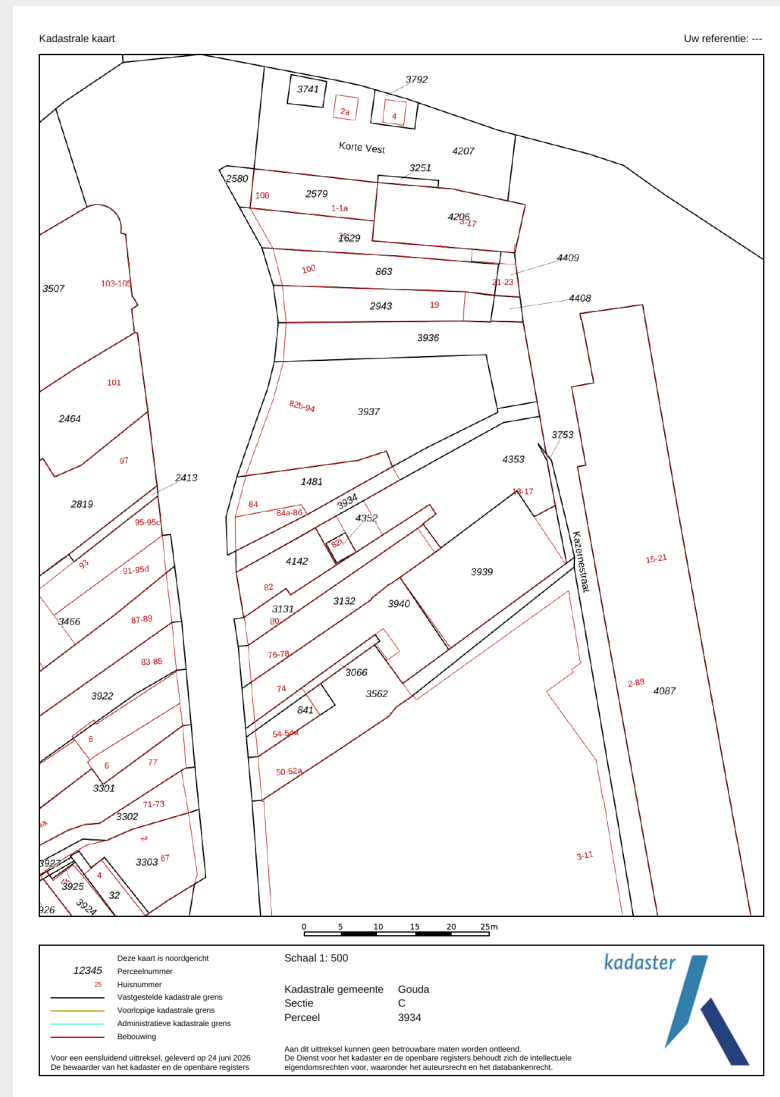 Kadastrale kaart
Uw referentie: ---
3792
3741
2a
4
Korte Vest
4207
3251
2580
108
2579
1-1a
4206
3-17
1629
4409
100
863
21-23
103-105
3507
2943
19
4408
3936
101
82b-94
3937
2464
3753
97
4353
2413
1481
2819
3934
13-17
84
84a-86
4352
95-95c
82t
Kazernestraat
93
4142
15-21
91-95d
3939
82
3132
3940
3131
3466
87-89
80
76-78
83-85
3066
2-88
74
4087
3922
3562
841
54-54a
8
6
77
50-52a
3301
71-73
3302
2
3-11
3927
3303
67
4
3925
32
3924
926
0 5 10 15 20 25m
Deze kaart is noordgericht
12345 Perceelnummer
25 Huisnummer
Vastgestelde kadastrale grens
Voorlopige kadastrale grens
Administratieve kadastrale grens
Bebouwing
Voor een eensluidend uittreksel, geleverd op 24 juni 2026
De bewaarder van het kadaster en de openbare registers
Schaal 1: 500
Kadastrale gemeente Gouda
Sectie C
Perceel 3934
Aan dit uittreksel kunnen geen betrouwbare maten worden ontleend.
De Dienst voor het kadaster en de openbare registers behoudt zich de intellectuele
eigendomsrechten voor, waaronder het auteursrecht en het databankenrecht.
kadaster